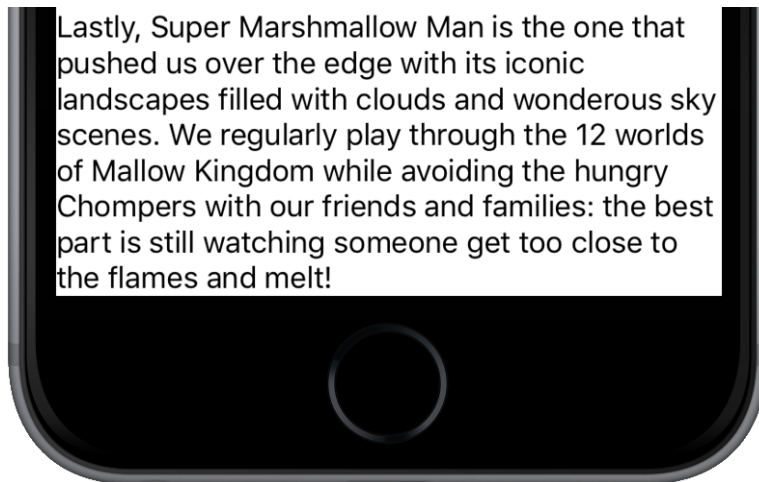 Lastly, Super Marshmallow Man is the one that
pushed us over the edge with its iconic
landscapes filled with clouds and wonderous sky
scenes. We regularly play through the 12 worlds
of Mallow Kingdom while avoiding the hungry
Chompers with our friends and families: the best
part is still watching someone get too close to
the flames and melt!